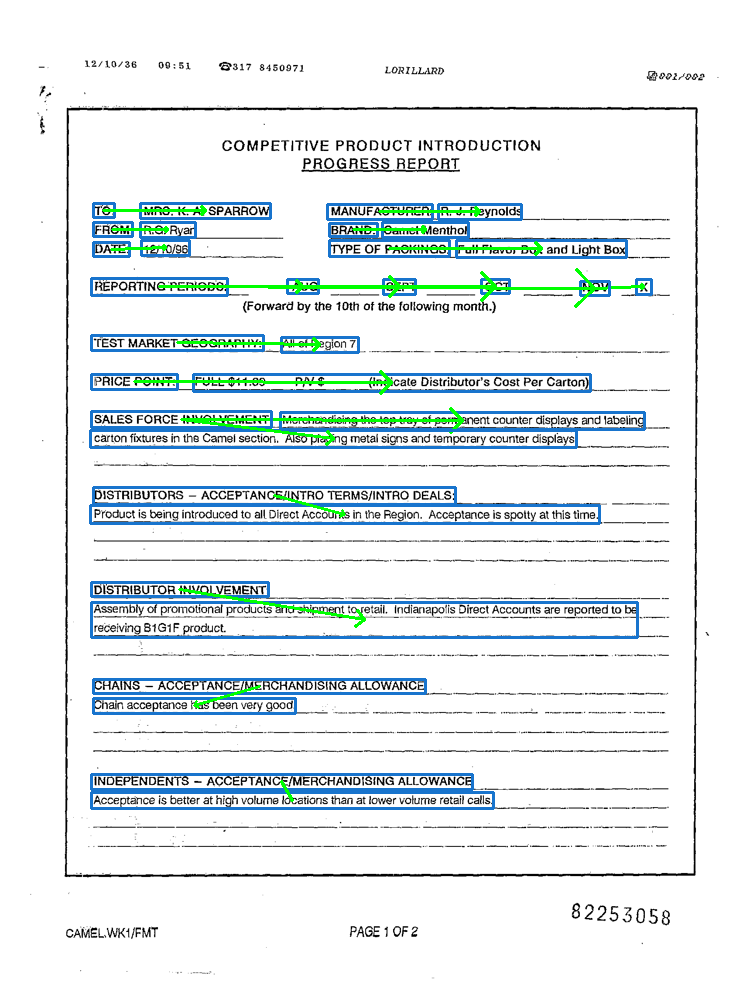 12/10/36 09:51 ☎317 8450971 LORILLARD 001/002
COMPETITIVE PRODUCT INTRODUCTION
PROGRESS REPORT
TO: MRS. K. A. SPARROW MANUFACTURER: R. J. Reynolds
FROM: R.G. Ryan BRAND: Camel Menthol
DATE: 12/10/96 TYPE OF PACKINGS: Full Flavor Box and Light Box
REPORTING PERIODS: AUG SEPT OCT NOV X
(Forward by the 10th of the following month.)
TEST MARKET GEOGRAPHY: All of Region 7
PRICE POINT: FULL P/V $ (Indicate Distributor's Cost Per Carton)
SALES FORCE INVOLVEMENT Merchandising the top tray of permanent counter displays and labeling
carton fixtures in the Camel section. Also placing metal signs and temporary counter displays
DISTRIBUTORS – ACCEPTANCE/INTRO TERMS/INTRO DEALS:
Product is being introduced to all Direct Accounts in the Region. Acceptance is spotty at this time.
DISTRIBUTOR INVOLVEMENT
Assembly of promotional products and shipment to retail. Indianapolis Direct Accounts are reported to be
receiving B1G1F product.
CHAINS – ACCEPTANCE/MERCHANDISING ALLOWANCE
Chain acceptance has been very good
INDEPENDENTS – ACCEPTANCE/MERCHANDISING ALLOWANCE
Acceptance is better at high volume locations than at lower volume retail calls.
82253058
CAMEL.WK1/FMT PAGE 1 OF 2